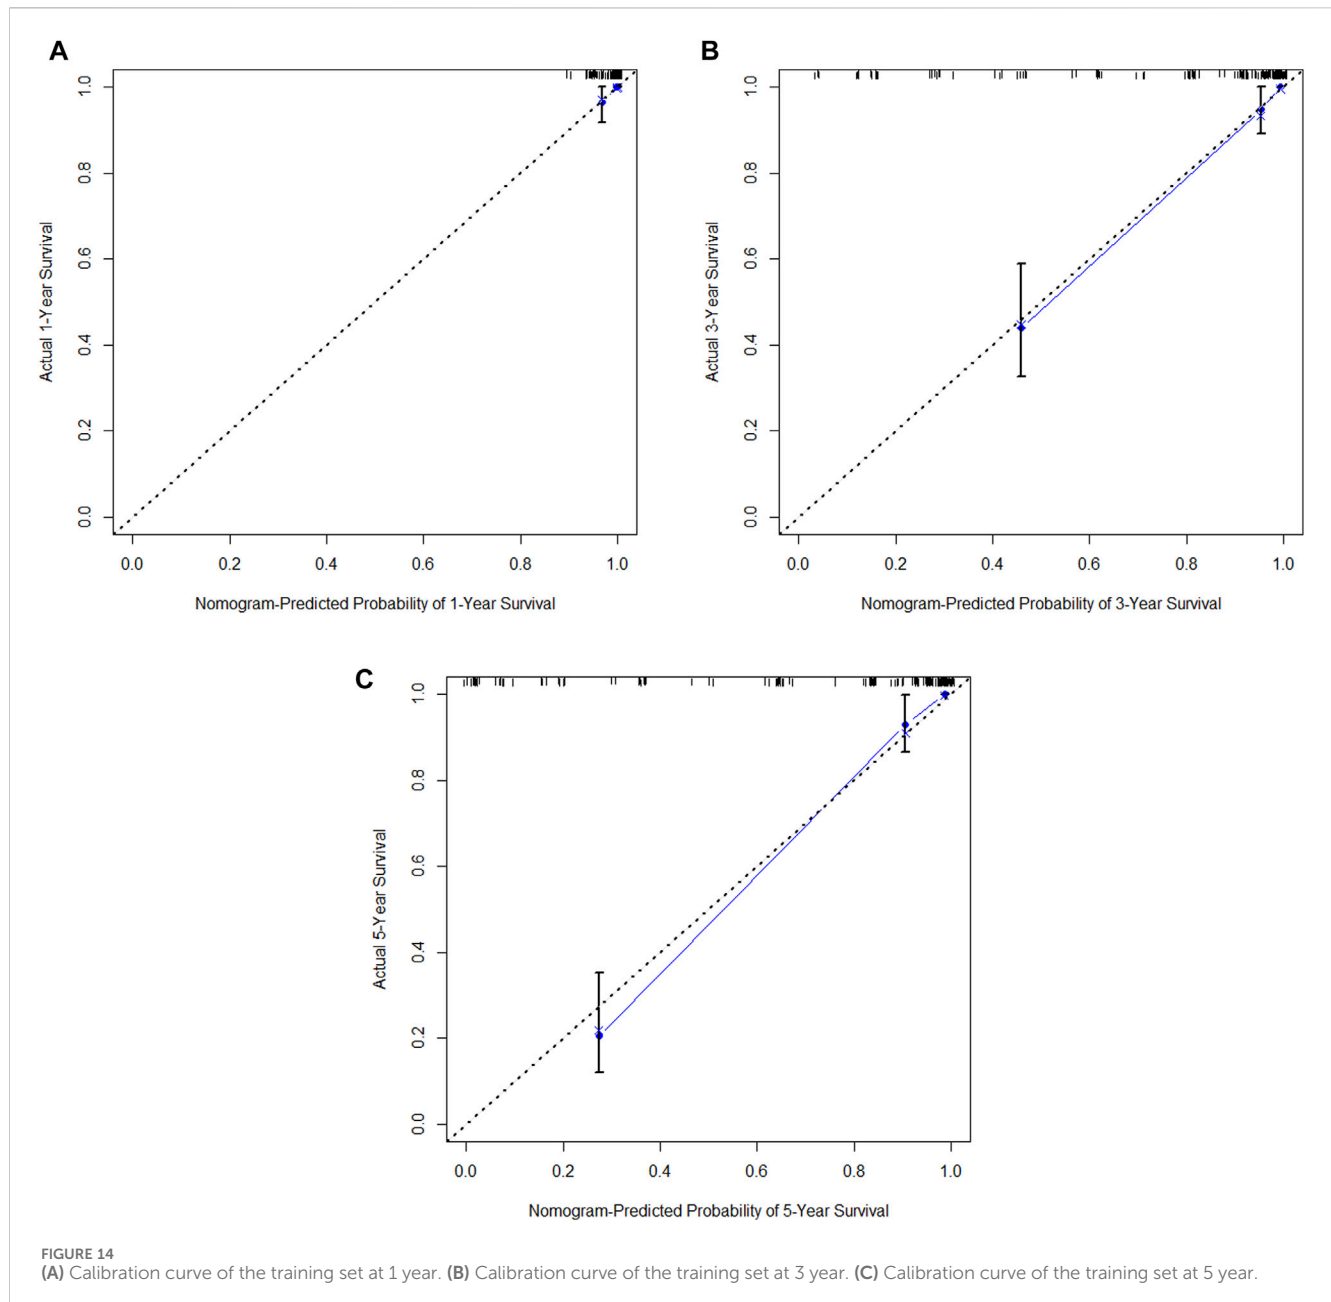 A
1.0
0.8
0.6
0.4
0.2
0.0
Actual 1-Year Survival
0.0 0.2 0.4 0.6 0.8 1.0
Nomogram-Predicted Probability of 1-Year Survival
B
1.0
0.8
0.6
0.4
0.2
0.0
Actual 3-Year Survival
0.0 0.2 0.4 0.6 0.8 1.0
Nomogram-Predicted Probability of 3-Year Survival
C
1.0
0.8
0.6
0.4
0.2
0.0
Actual 5-Year Survival
0.0 0.2 0.4 0.6 0.8 1.0
Nomogram-Predicted Probability of 5-Year Survival
FIGURE 14
(A) Calibration curve of the training set at 1 year. (B) Calibration curve of the training set at 3 year. (C) Calibration curve of the training set at 5 year.